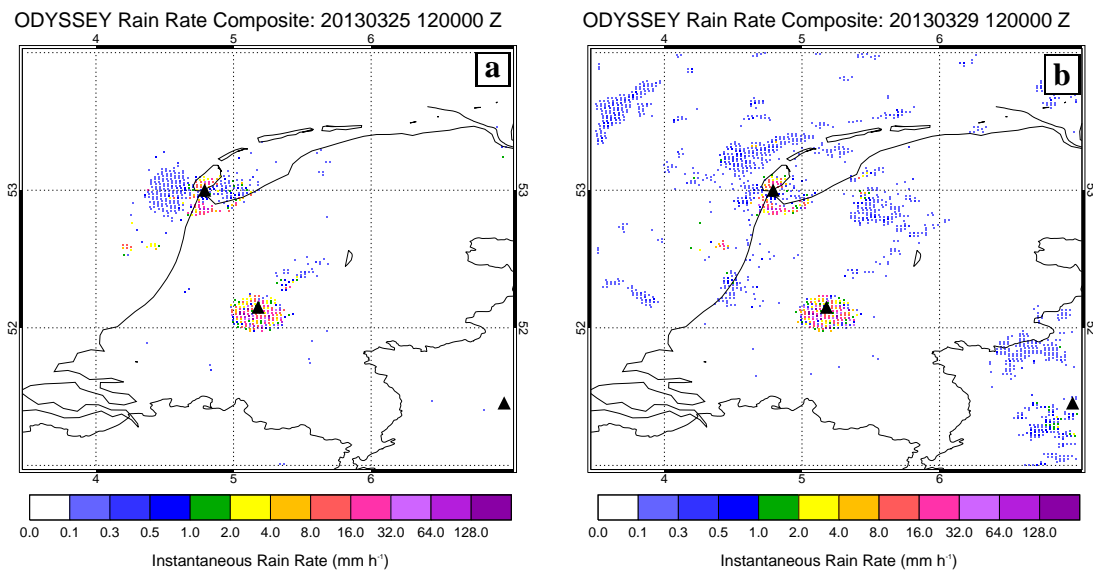 ODYSSEY Rain Rate Composite: 20130325 120000 Z
4 5 6
a
53 53
52 52
4 5 6
0.0 0.1 0.3 0.5 1.0 2.0 4.0 8.0 16.0 32.0 64.0 128.0
Instantaneous Rain Rate (mm h⁻¹)
ODYSSEY Rain Rate Composite: 20130329 120000 Z
4 5 6
b
53 53
52 52
4 5 6
0.0 0.1 0.3 0.5 1.0 2.0 4.0 8.0 16.0 32.0 64.0 128.0
Instantaneous Rain Rate (mm h⁻¹)